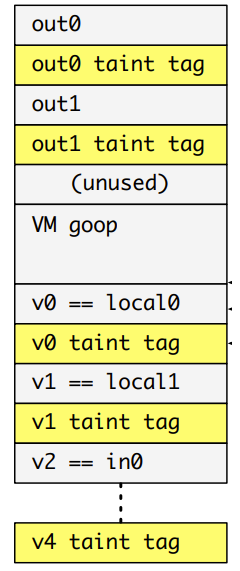 out0
out0 taint tag
out1
out1 taint tag
(unused)
VM goop
v0 == local0
v0 taint tag
v1 == local1
v1 taint tag
v2 == in0
v4 taint tag